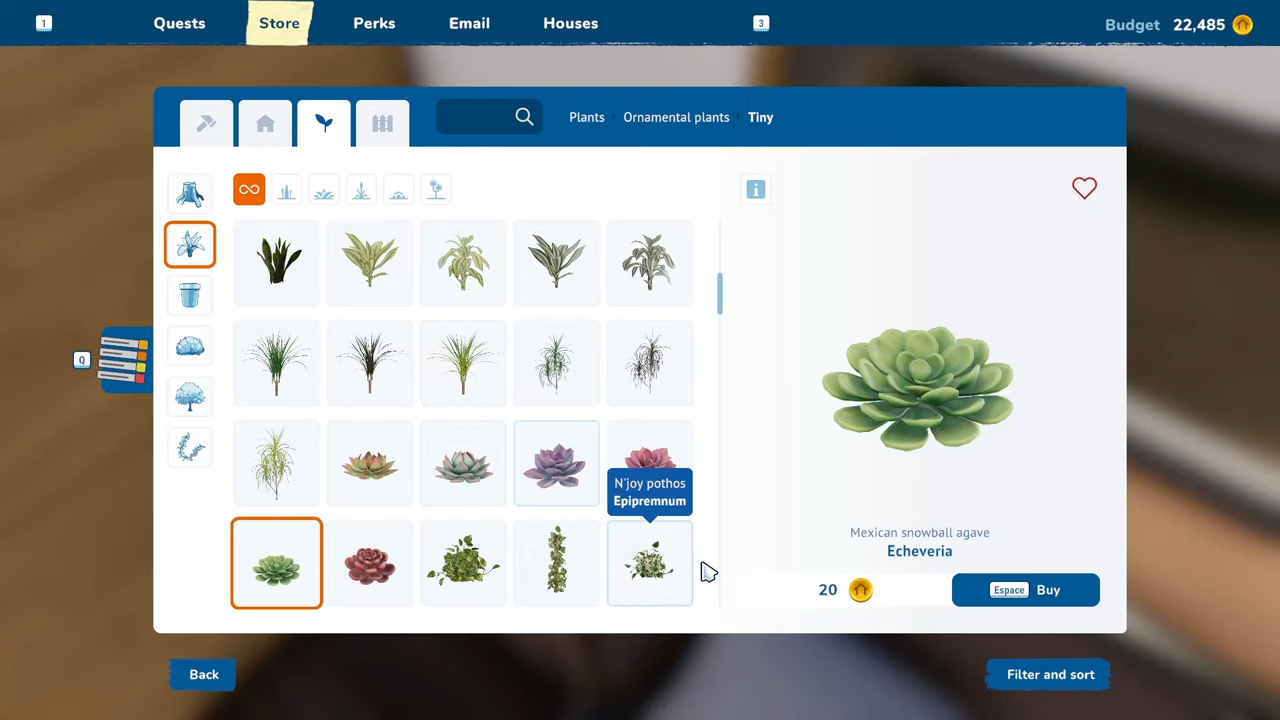 1
Quests
Store
Perks
Email
Houses
3
Budget 22,485
Plants
Ornamental plants
Tiny
Q
N'joy pothos
Epipremnum
Mexican snowball agave
Echeveria
20
Espace Buy
Back
Filter and sort